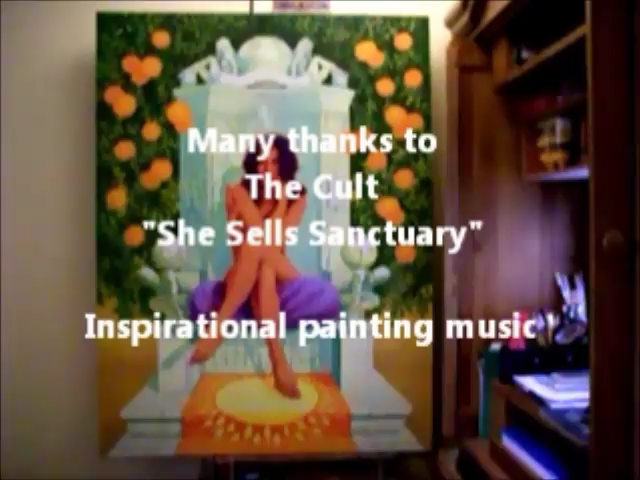 Many thanks to
The Cult
"She Sells Sanctuary"
Inspirational painting music